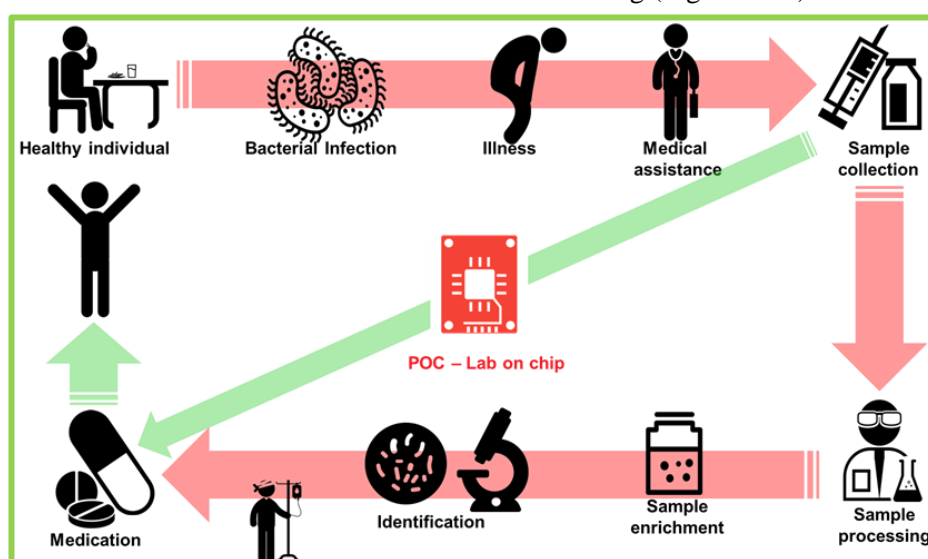 Healthy individual
Bacterial Infection
Illness
Medical
assistance
Sample
collection
POC – Lab on chip
Medication
Identification
Sample
enrichment
Sample
processing